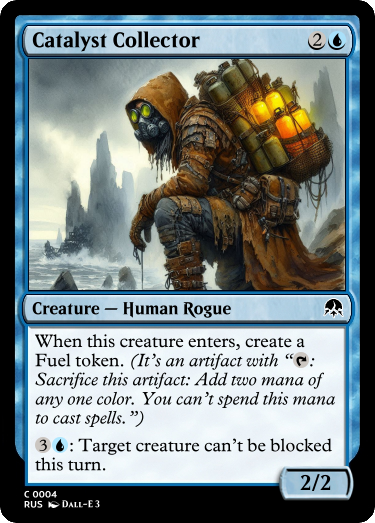 Catalyst Collector 2
Creature — Human Rogue
When this creature enters, create a
Fuel token. (It's an artifact with “:
Sacrifice this artifact: Add two mana of
any one color. You can't spend this mana
to cast spells.”)
3: Target creature can't be blocked
this turn.
2/2
C 0004
RUS DALL-E 3